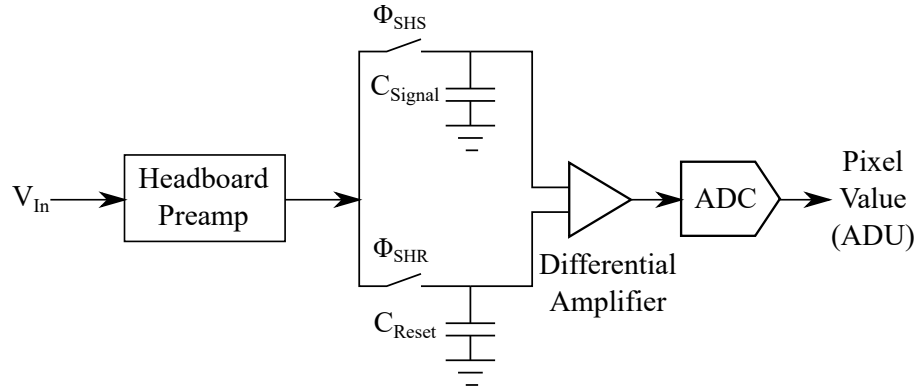 Φ_SHS
C_Signal
V_In
Headboard
Preamp
Φ_SHR
C_Reset
Differential
Amplifier
ADC
Pixel
Value
(ADU)